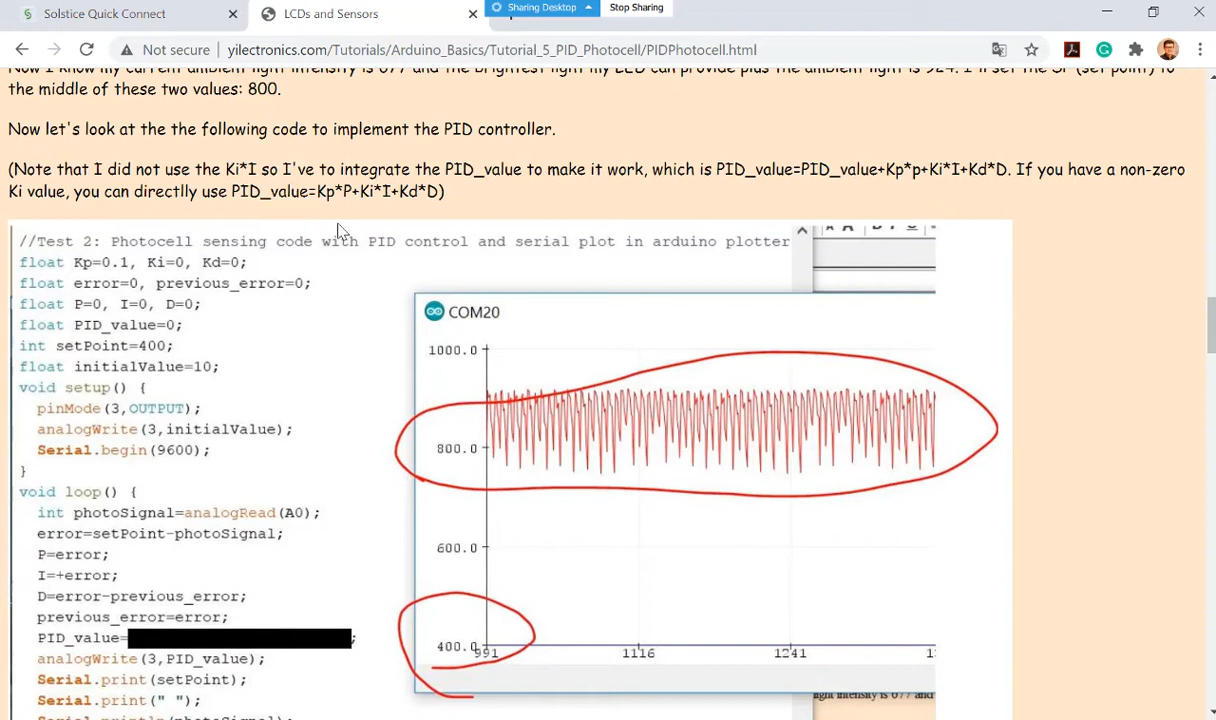 Solstice Quick Connect
LCDs and Sensors
Sharing Desktop
Stop Sharing
Not secure
yilectronics.com/Tutorials/Arduino_Basics/Tutorial_5_PID_Photocell/PIDPhotocell.html
the middle of these two values: 800.
Now let's look at the the following code to implement the PID controller.
(Note that I did not use the Ki*I so I've to integrate the PID_value to make it work, which is PID_value=PID_value+Kp*p+Ki*I+Kd*D. If you have a non-zero
Ki value, you can directlly use PID_value=Kp*P+Ki*I+Kd*D)
//Test 2: Photocell sensing code with PID control and serial plot in arduino plotter
float Kp=0.1, Ki=0, Kd=0;
float error=0, previous_error=0;
float P=0, I=0, D=0;
float PID_value=0;
int setPoint=400;
float initialValue=10;
void setup() {
pinMode(3,OUTPUT);
analogWrite(3,initialValue);
Serial.begin(9600);
}
void loop() {
int photoSignal=analogRead(A0);
error=setPoint-photoSignal;
P=error;
I=+error;
D=error-previous_error;
previous_error=error;
PID_value= ;
analogWrite(3,PID_value);
Serial.print(setPoint);
Serial.print(" ");
COM20
1000.0
800.0
600.0
400.0
991
1116
1241